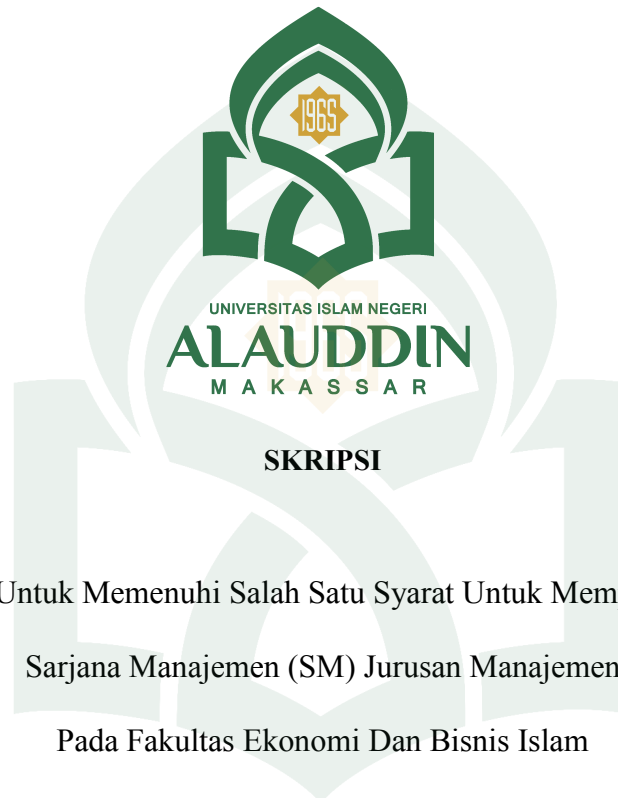 1965
UNIVERSITAS ISLAM NEGERI
ALAUDDIN
MAKASSAR
SKRIPSI
Untuk Memenuhi Salah Satu Syarat Untuk Mem
Sarjana Manajemen (SM) Jurusan Manajemen
Pada Fakultas Ekonomi Dan Bisnis Islam